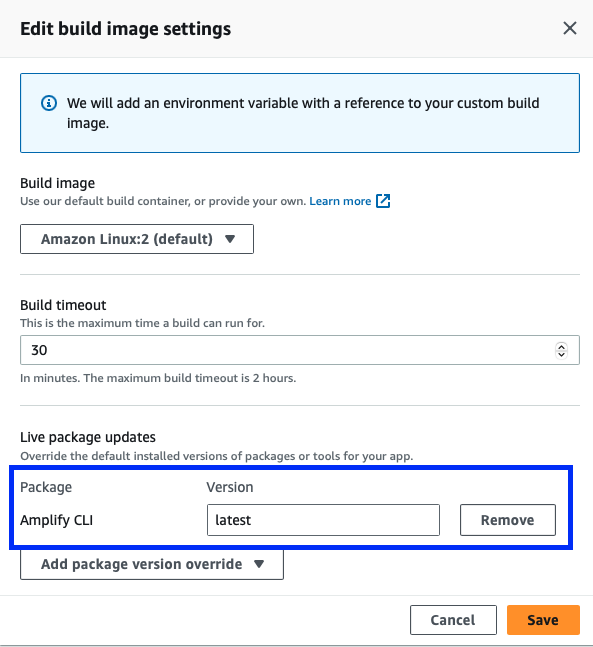 Edit build image settings
We will add an environment variable with a reference to your custom build
image.
Build image
Use our default build container, or provide your own. Learn more
Amazon Linux:2 (default)
Build timeout
This is the maximum time a build can run for.
30
In minutes. The maximum build timeout is 2 hours.
Live package updates
Override the default installed versions of packages or tools for your app.
Package Version
Amplify CLI latest Remove
Add package version override
Cancel Save